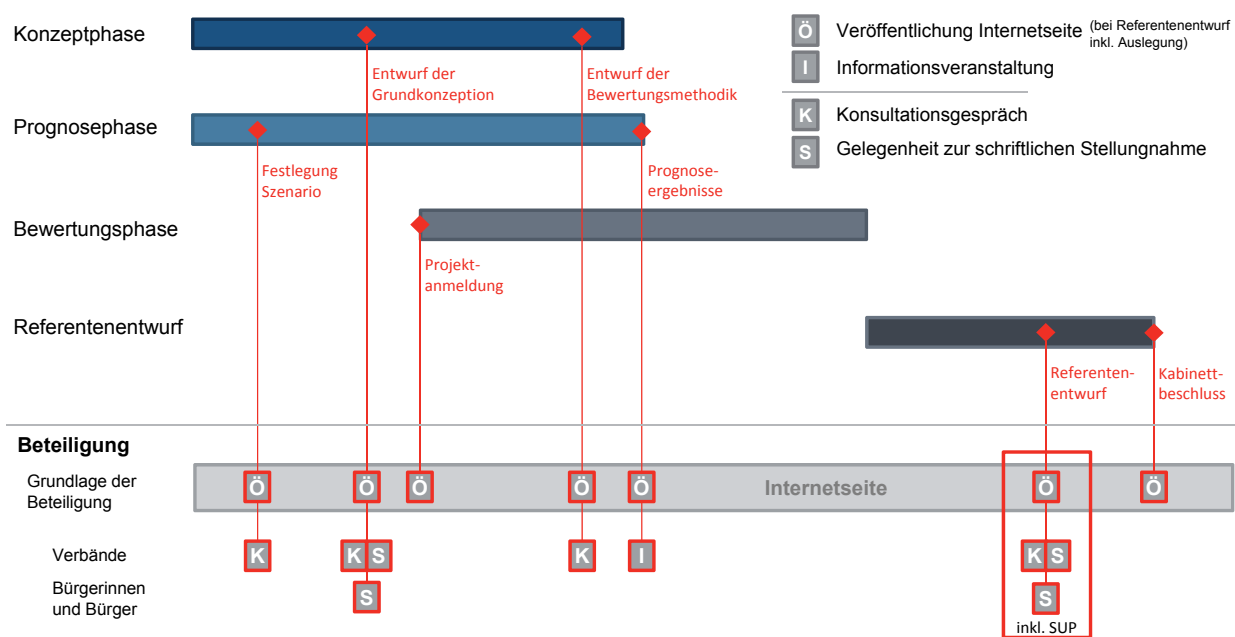 Konzeptphase
Entwurf der
Grundkonzeption
Entwurf der
Bewertungsmethodik
Ö Veröffentlichung Internetseite (bei Referentenentwurf
inkl. Auslegung)
I Informationsveranstaltung
K Konsultationsgespräch
S Gelegenheit zur schriftlichen Stellungnahme
Prognosephase
Festlegung
Szenario
Prognose-
ergebnisse
Bewertungsphase
Projekt-
anmeldung
Referentenentwurf
Referenten-
entwurf
Kabinett-
beschluss
Beteiligung
Grundlage der
Beteiligung
Ö Ö Ö Ö Ö Internetseite Ö Ö
Verbände
K K S K I K S
Bürgerinnen
und Bürger
S S
inkl. SUP